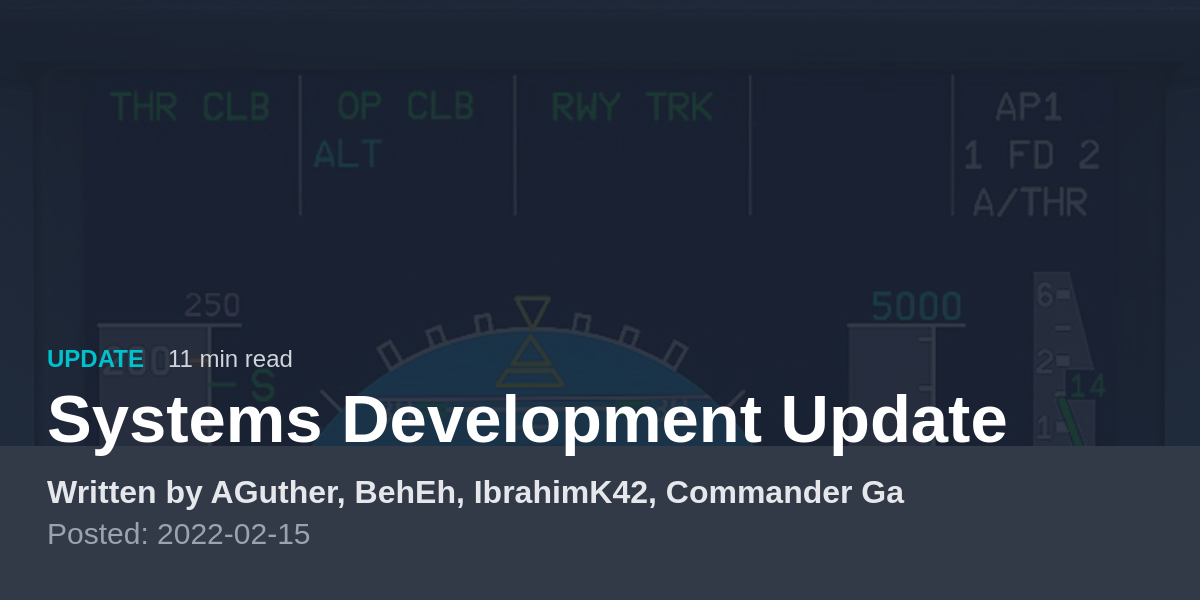 THR CLB OP CLB RWY TRK AP1
ALT 1 FD 2
A/THR
250 5000 6
200 2
S 14
1
UPDATE 11 min read
Systems Development Update
Written by AGuther, BehEh, IbrahimK42, Commander Ga
Posted: 2022-02-15